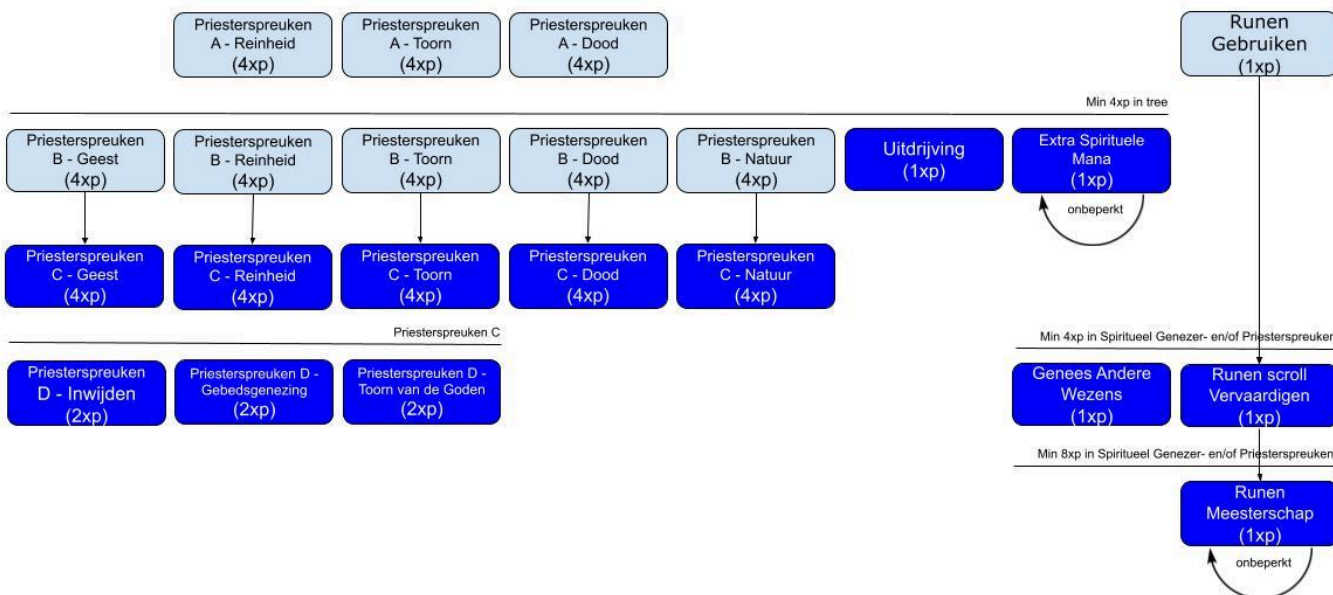 Priesterspreuken
A - Reinheid
(4xp)
Priesterspreuken
A - Toorn
(4xp)
Priesterspreuken
A - Dood
(4xp)
Runen
Gebruiken
(1xp)
Min 4xp in tree
Priesterspreuken
B - Geest
(4xp)
Priesterspreuken
B - Reinheid
(4xp)
Priesterspreuken
B - Toorn
(4xp)
Priesterspreuken
B - Dood
(4xp)
Priesterspreuken
B - Natuur
(4xp)
Uitdrijving
(1xp)
Extra Spirituele
Mana
(1xp)
onbeperkt
Priesterspreuken
C - Geest
(4xp)
Priesterspreuken
C - Reinheid
(4xp)
Priesterspreuken
C - Toorn
(4xp)
Priesterspreuken
C - Dood
(4xp)
Priesterspreuken
C - Natuur
(4xp)
Priesterspreuken C
Min 4xp in Spiritueel Genezer- en/of Priesterspreuken
Priesterspreuken
D - Inwijden
(2xp)
Priesterspreuken D -
Gebedsgenezing
(2xp)
Priesterspreuken D -
Toorn van de Goden
(2xp)
Genees Andere
Wezens
(1xp)
Runen scroll
Vervaardigen
(1xp)
Min 8xp in Spiritueel Genezer- en/of Priesterspreuken
Runen
Meesterschap
(1xp)
onbeperkt